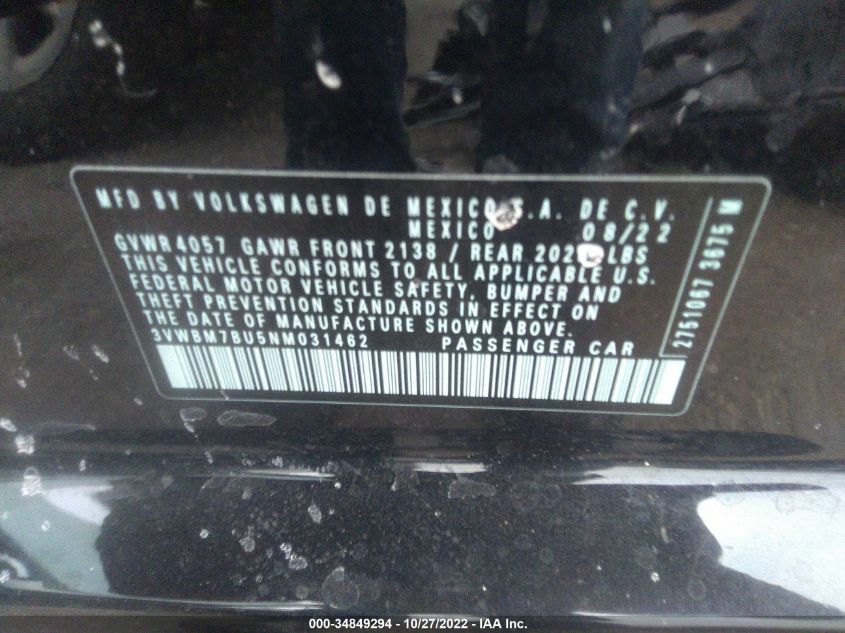 MFD BY VOLKSWAGEN DE MEXICO S.A. DE C.V.
MEXICO 08/22
GVWR 4057 GAWR FRONT 2138 / REAR LBS
THIS VEHICLE CONFORMS TO ALL APPLICABLE U.S.
FEDERAL MOTOR VEHICLE SAFETY, BUMPER AND
THEFT PREVENTION STANDARDS IN EFFECT ON
THE DATE OF MANUFACTURE SHOWN ABOVE.
3VWBM7BU5NM031462 PASSENGER CAR
2751067 3675 M
000-34849294 - 10/27/2022 - IAA Inc.